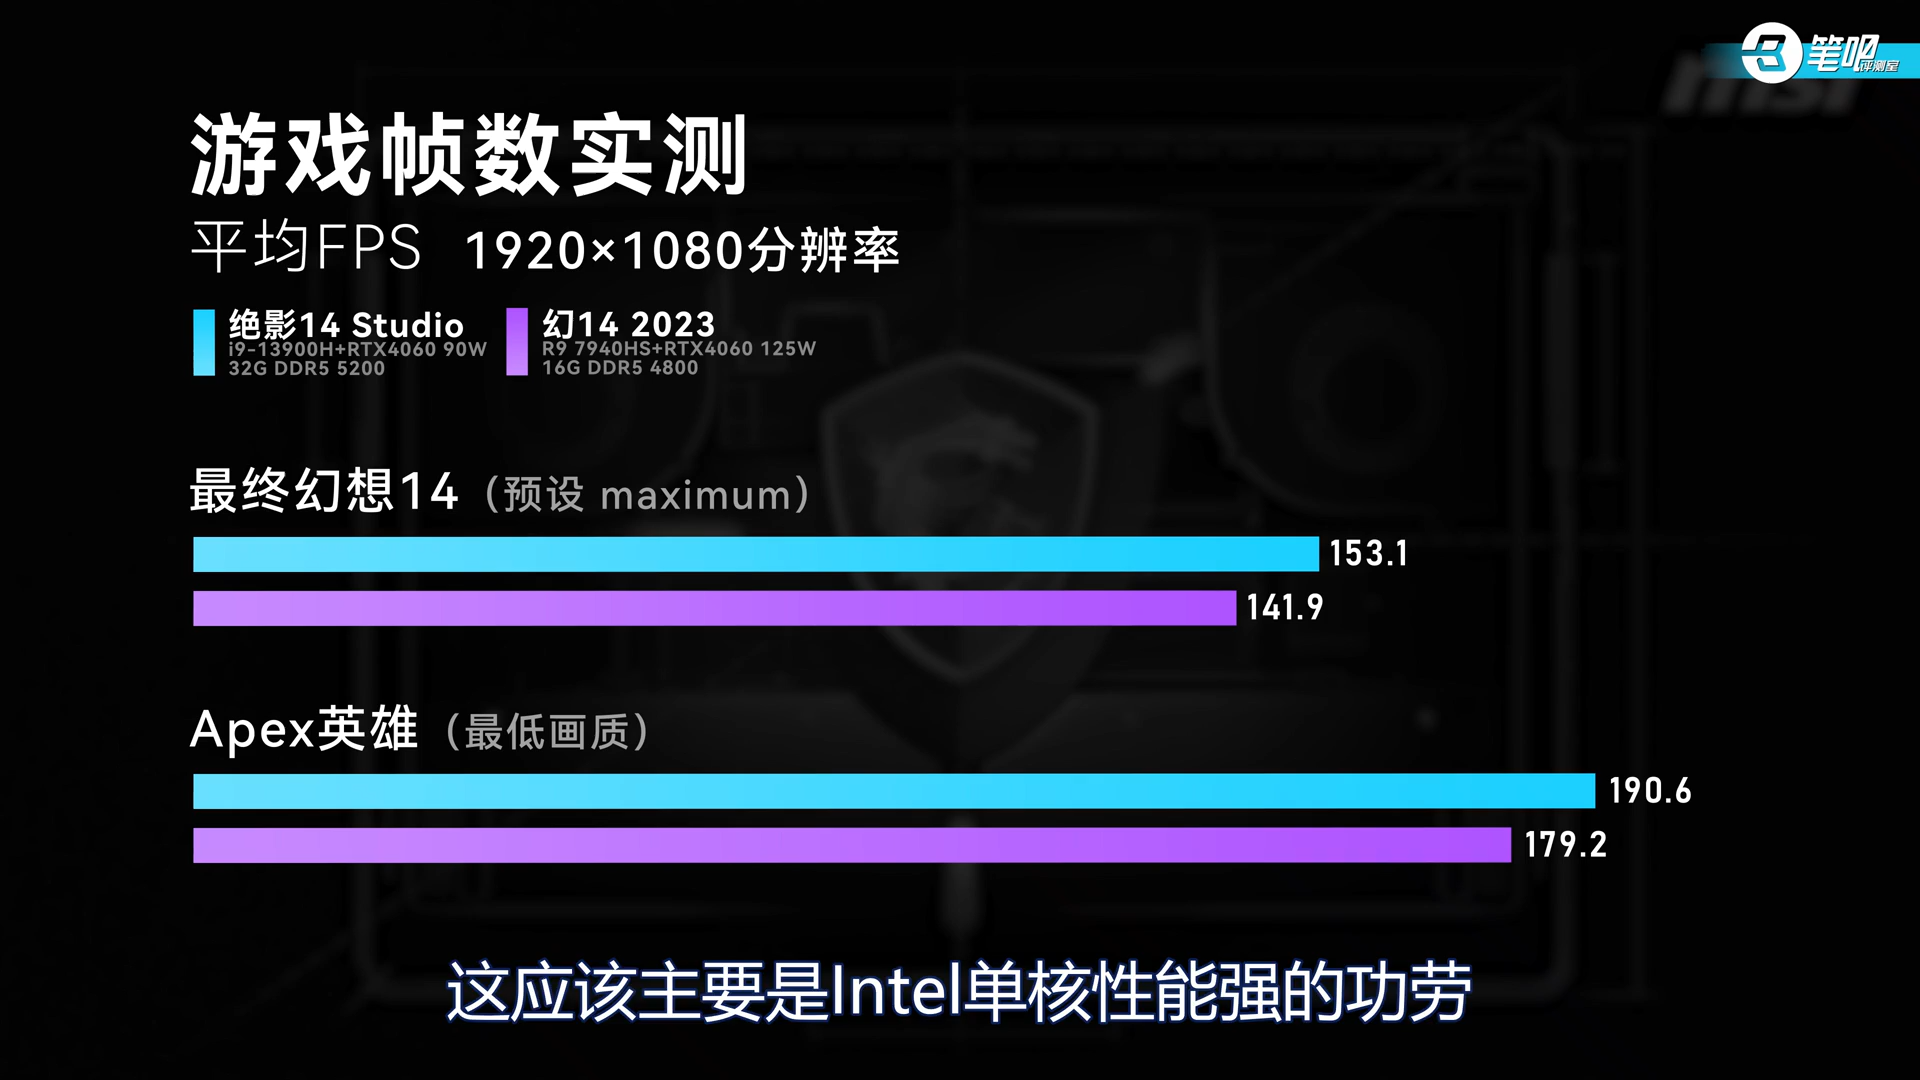 笔吧评测室
msi
游戏帧数实测
平均FPS 1920×1080分辨率
绝影14 Studio
i9-13900H+RTX4060 90W
32G DDR5 5200
幻14 2023
R9 7940HS+RTX4060 125W
16G DDR5 4800
最终幻想14（预设 maximum）
153.1
141.9
Apex英雄（最低画质）
190.6
179.2
这应该主要是Intel单核性能强的功劳